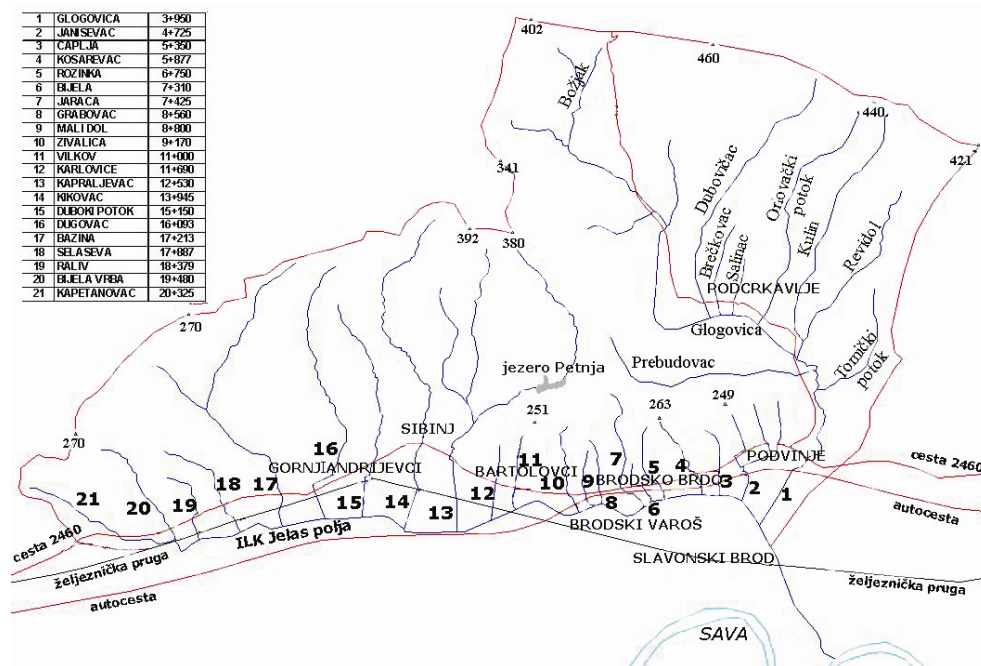 1 GLOGOVICA 3+950
2 JANISEVAC 4+725
3 CAPLJA 5+350
4 KOSAREVAC 5+877
5 ROZINKA 6+750
6 BIJELA 7+310
7 JARACA 7+425
8 GRABOVAC 8+560
9 MALI DOL 8+800
10 ZIVALICA 9+170
11 VILKOV 11+000
12 KARLOVICE 11+690
13 KAPRALJEVAC 12+530
14 KIKOVAC 13+945
15 DUBOKI POTOK 15+150
16 DUGOVAC 16+093
17 BAZINA 17+213
18 SELASEVA 17+887
19 RALIV 18+379
20 BIJELA VRBA 19+480
21 KAPETANOVAC 20+325
402
460
440
421
341
392
380
270
270
Božjak
Dubovičac
Brečkovac
Salinac
Oriovački
potok
Kulin
Revidol
PODCRKAVLJE
Glogovica
Tomički
potok
Prebudovac
jezero Petnja
251
263
249
SIBINJ
GORNJIANDRIJEVCI
BARTOLOVCI
BRODSKO BRDO
PODVINJE
BRODSKI VAROŠ
SLAVONSKI BROD
21
20
19
18
17
16
15
14
13
12
11
10
9
8
7
6
5
4
3
2
1
cesta 2460
autocesta
cesta 2460
željeznička pruga
autocesta
ILK Jelas polja
željeznička pruga
SAVA